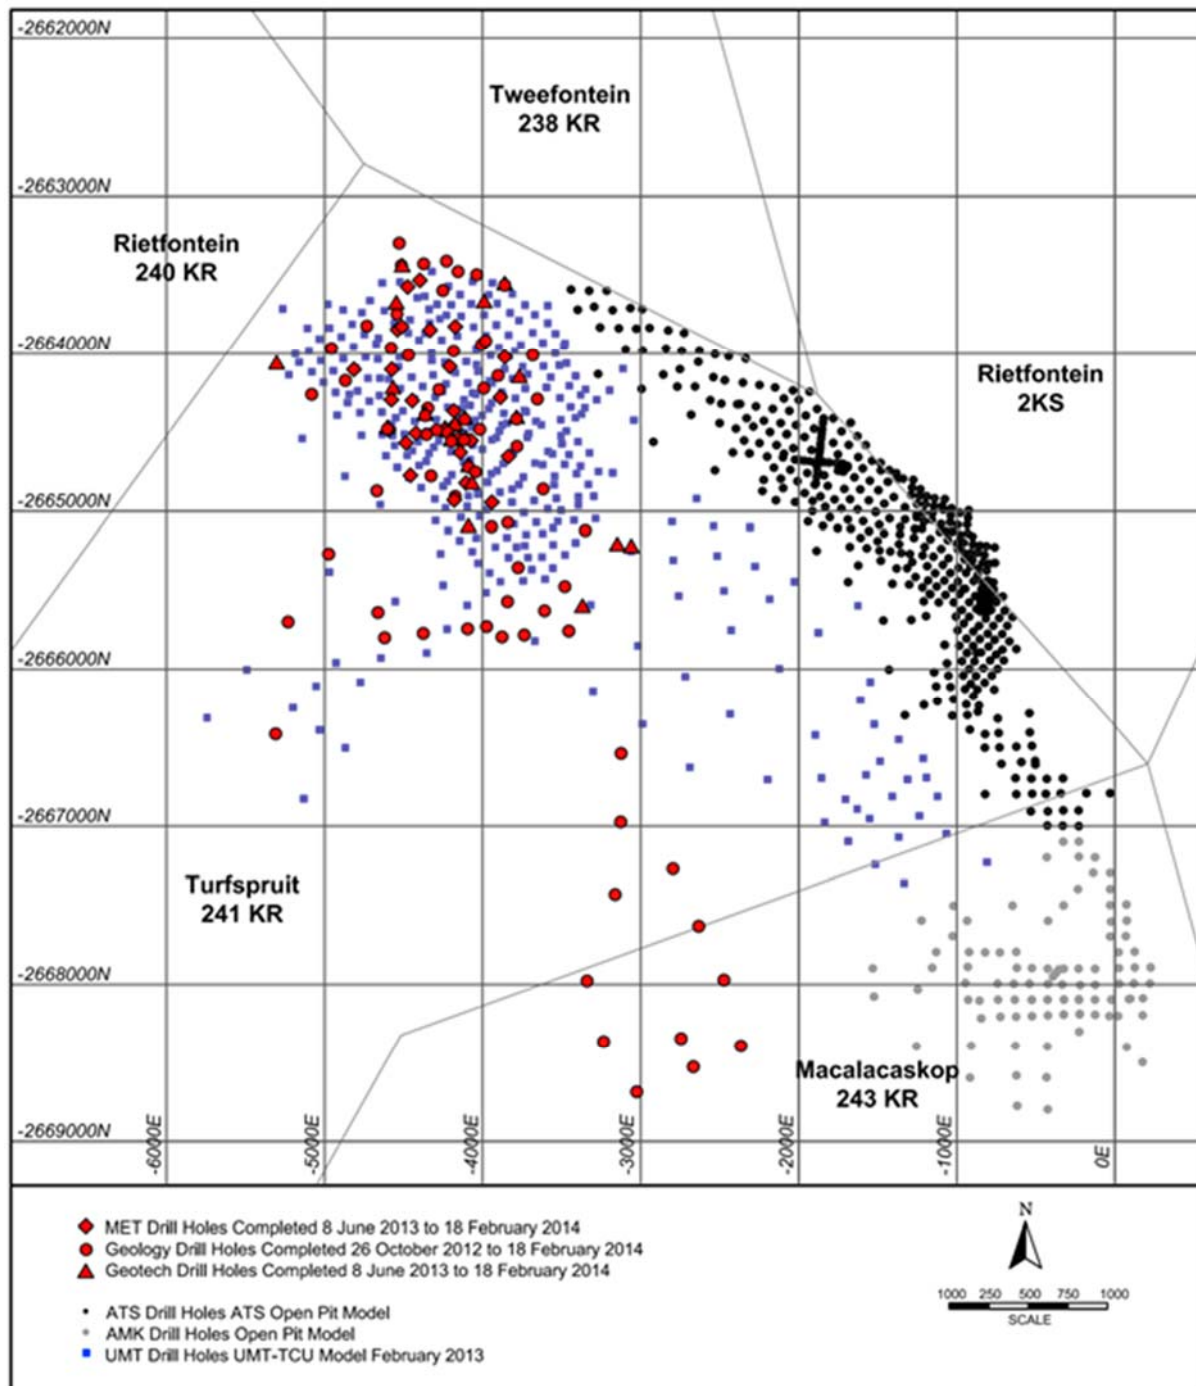 -2662000N
Tweefontein
238 KR
-2663000N
Rietfontein
240 KR
-2664000N
Rietfontein
2KS
-2665000N
-2666000N
-2667000N
Turfspruit
241 KR
-2668000N
Macalacaskop
243 KR
-2669000N
-6000E
-5000E
-4000E
-3000E
-2000E
-1000E
0E
MET Drill Holes Completed 8 June 2013 to 18 February 2014
Geology Drill Holes Completed 26 October 2012 to 18 February 2014
Geotech Drill Holes Completed 8 June 2013 to 18 February 2014
ATS Drill Holes ATS Open Pit Model
AMK Drill Holes Open Pit Model
UMT Drill Holes UMT-TCU Model February 2013
N
1000 250 500 750 1000
SCALE